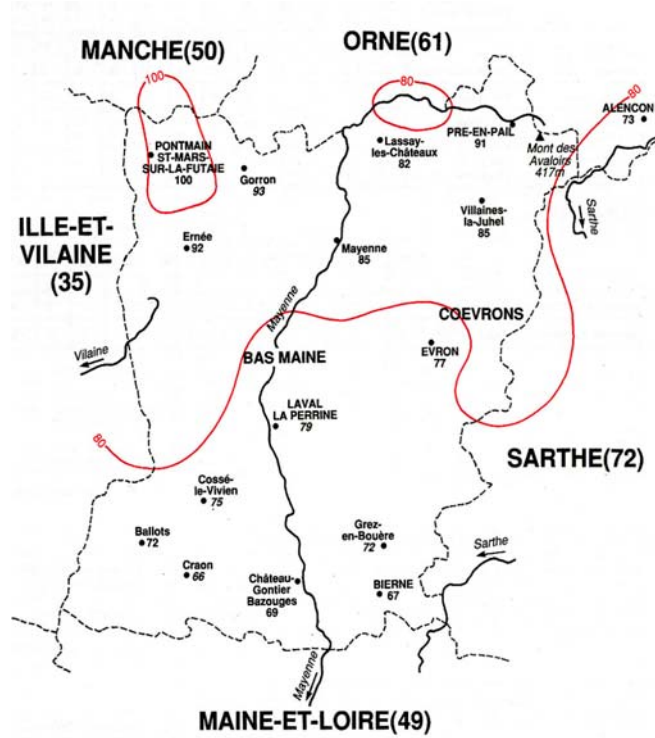 MANCHE(50)
ORNE(61)
100
80
80
ALENCON
73
PONTMAIN
ST-MARS-
SUR-LA-FUTAIE
100
Gorron
93
Lassay-
les-Châteaux
82
PRE-EN-PAIL
91
Mont des
Avaloirs
417m
ILLE-ET-
VILAINE
(35)
Ernée
92
Mayenne
85
Villaines-
la-Juhel
85
Sarthe
Mayenne
COEVRONS
Vilaine
BAS MAINE
EVRON
77
LAVAL
LA PERRINE
79
80
SARTHE(72)
Cossé-
le-Vivien
75
Ballots
72
Grez-
en-Bouère
72
Sarthe
Craon
66
Château-
Gontier
Bazouges
69
BIERNE
67
Mayenne
MAINE-ET-LOIRE(49)